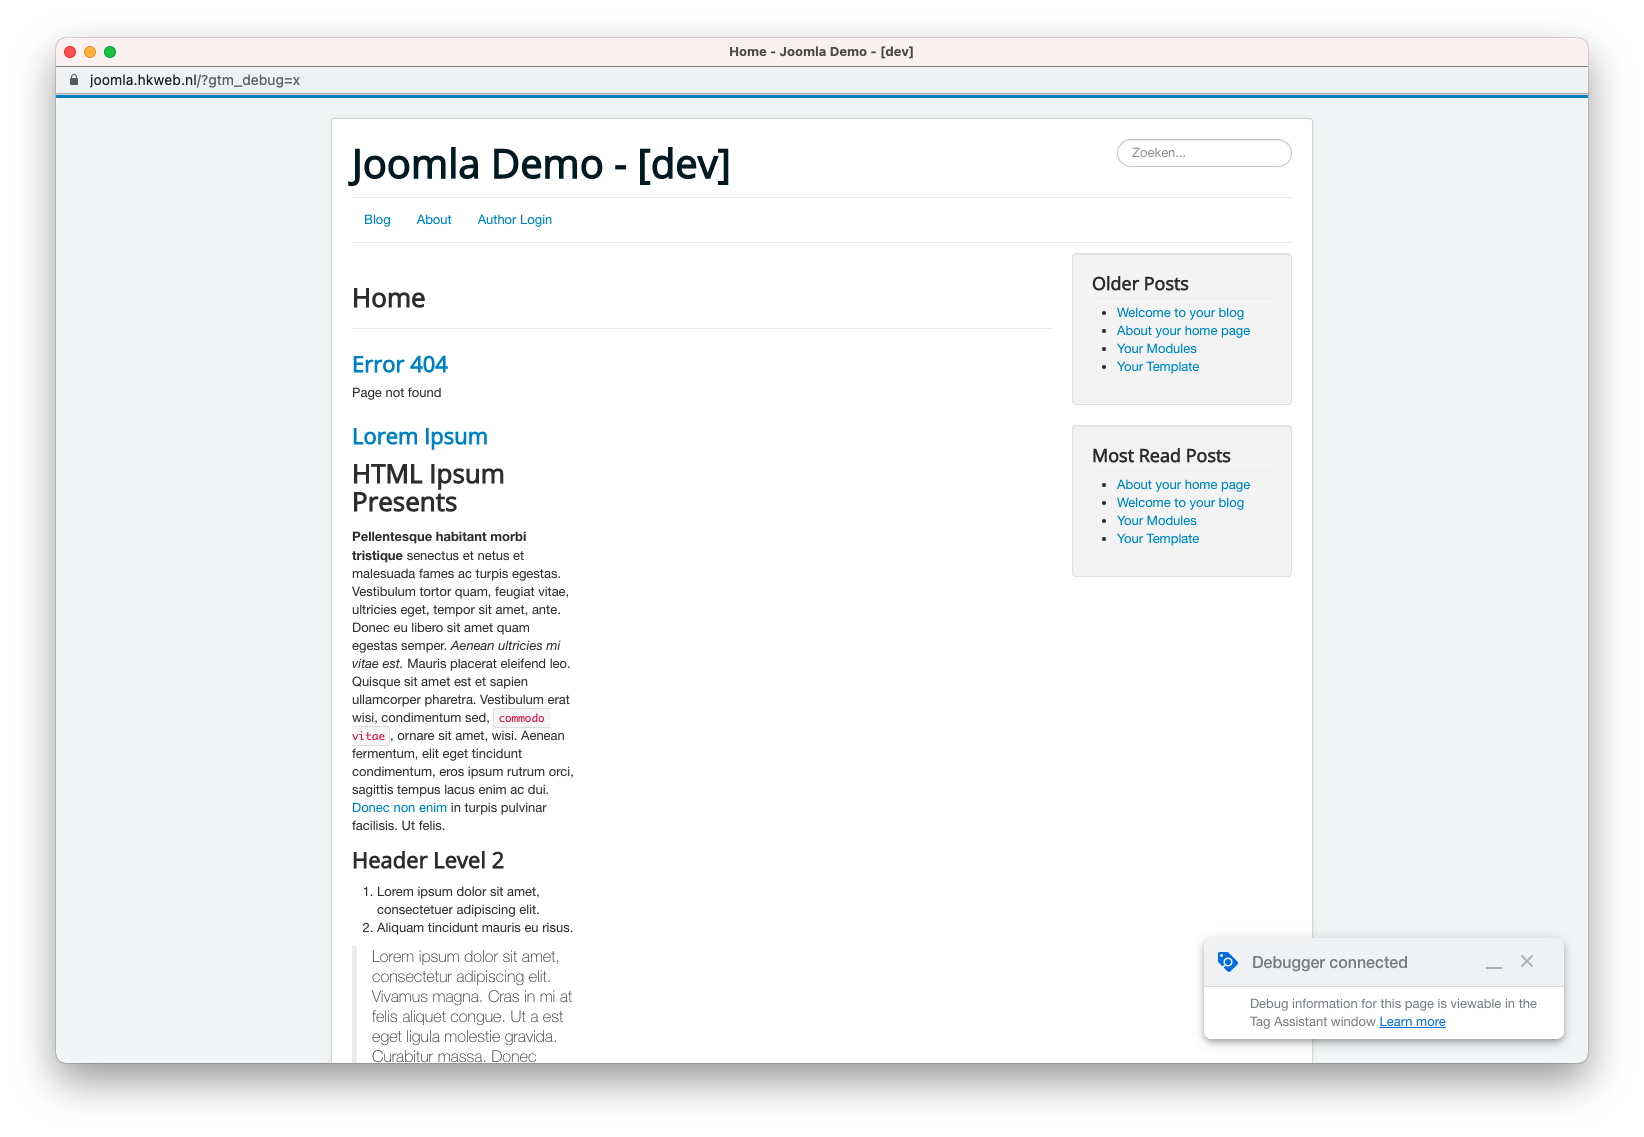 Home - Joomla Demo - [dev]
joomla.hkweb.nl/?gtm_debug=x
Joomla Demo - [dev]
Zoeken...
Blog About Author Login
Home
Error 404
Page not found
Lorem Ipsum
HTML Ipsum
Presents
Pellentesque habitant morbi
tristique senectus et netus et
malesuada fames ac turpis egestas.
Vestibulum tortor quam, feugiat vitae,
ultricies eget, tempor sit amet, ante.
Donec eu libero sit amet quam
egestas semper. Aenean ultricies mi
vitae est. Mauris placerat eleifend leo.
Quisque sit amet est et sapien
ullamcorper pharetra. Vestibulum erat
wisi, condimentum sed, commodo
vitae, ornare sit amet, wisi. Aenean
fermentum, elit eget tincidunt
condimentum, eros ipsum rutrum orci,
sagittis tempus lacus enim ac dui.
Donec non enim in turpis pulvinar
facilisis. Ut felis.
Header Level 2
1. Lorem ipsum dolor sit amet,
consectetuer adipiscing elit.
2. Aliquam tincidunt mauris eu risus.
Lorem ipsum dolor sit amet,
consectetur adipiscing elit.
Vivamus magna. Cras in mi at
felis aliquet congue. Ut a est
eget ligula molestie gravida.
Curabitur massa. Donec
Older Posts
• Welcome to your blog
• About your home page
• Your Modules
• Your Template
Most Read Posts
• About your home page
• Welcome to your blog
• Your Modules
• Your Template
Debugger connected
Debug information for this page is viewable in the
Tag Assistant window Learn more